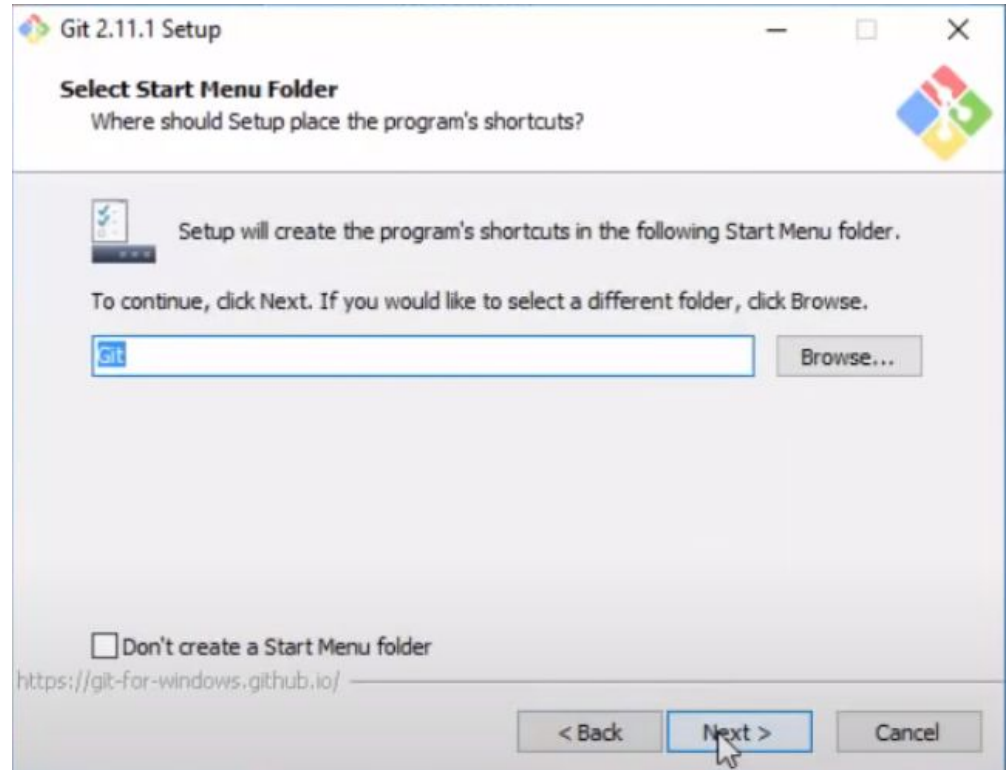 Git 2.11.1 Setup
Select Start Menu Folder
Where should Setup place the program's shortcuts?
Setup will create the program's shortcuts in the following Start Menu folder.
To continue, click Next. If you would like to select a different folder, click Browse.
Git
Browse...
Don't create a Start Menu folder
https://git-for-windows.github.io/
< Back
Next >
Cancel